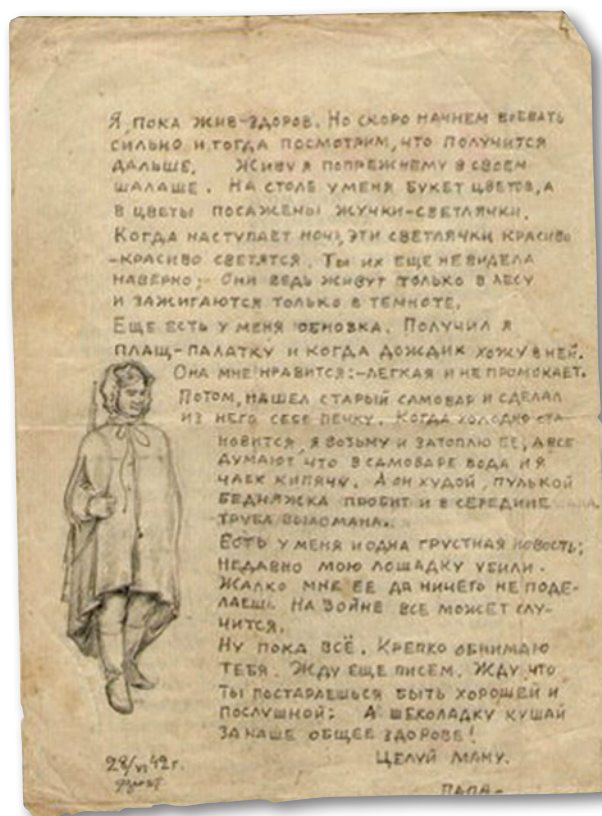 Я, ПОКА ЖИВ-ЗДОРОВ. НО СКОРО НАЧНЕМ ВОЕВАТЬ
СИЛЬНО И ТОГДА ПОСМОТРИМ, ЧТО ПОЛУЧИТСЯ
ДАЛЬШЕ. ЖИВУ Я ПОПРЕЖНЕМУ В СВОЕМ
ШАЛАШЕ. НА СТОЛЕ У МЕНЯ БУКЕТ ЦВЕТОВ, А
В ЦВЕТЫ ПОСАЖЕНЫ ЖУЧКИ-СВЕТЛЯЧКИ.
КОГДА НАСТУПАЕТ НОЧЬ, ЭТИ СВЕТЛЯЧКИ КРАСИВО
-КРАСИВО СВЕТЯТСЯ. ТЫ ИХ ЕЩЕ НЕ ВИДЕЛА
НАВЕРНО; ОНИ ВЕДЬ ЖИВУТ ТОЛЬКО В ЛЕСУ
И ЗАЖИГАЮТСЯ ТОЛЬКО В ТЕМНОТЕ.
ЕЩЕ ЕСТЬ У МЕНЯ ОБНОВКА. ПОЛУЧИЛ Я
ПЛАЩ-ПАЛАТКУ И КОГДА ДОЖДИК ХОЖУ В НЕЙ.
ОНА МНЕ НРАВИТСЯ:-ЛЕГКАЯ И НЕ ПРОМОКАЕТ.
ПОТОМ, НАШЕЛ СТАРЫЙ САМОВАР И СДЕЛАЛ
ИЗ НЕГО СЕБЕ ПЕЧКУ. КОГДА ХОЛОДНО СТА-
НОВИТСЯ, Я ВОЗЬМУ И ЗАТОПЛЮ ЕЕ, А ВСЕ
ДУМАЮТ ЧТО В САМОВАРЕ ВОДА И Я
ЧАЕК КИПЯЧУ. А ОН ХУДОЙ, ПУЛЬКОЙ
БЕДНЯЖКА ПРОБИТ И В СЕРЕДИНЕ
ТРУБА ВЫЛОМАНА.
ЕСТЬ У МЕНЯ И ОДНА ГРУСТНАЯ НОВОСТЬ;
НЕДАВНО МОЮ ЛОШАДКУ УБИЛИ.
ЖАЛКО МНЕ ЕЕ ДА НИЧЕГО НЕ ПОДЕ-
ЛАЕШЬ. НА ВОЙНЕ ВСЕ МОЖЕТ СЛУ-
ЧИТСЯ.
НУ ПОКА ВСЁ. КРЕПКО ОБНИМАЮ
ТЕБЯ. ЖДУ ЕЩЕ ПИСЕМ. ЖДУ ЧТО
ТЫ ПОСТАРАЕШЬСЯ БЫТЬ ХОРОШЕЙ И
ПОСЛУШНОЙ; А ШЕКОЛАДКУ КУШАЙ
ЗА НАШЕ ОБЩЕЕ ЗДОРОВЕ!
ЦЕЛУЙ МАМУ.
28/VI 42 г.
ПАПА-